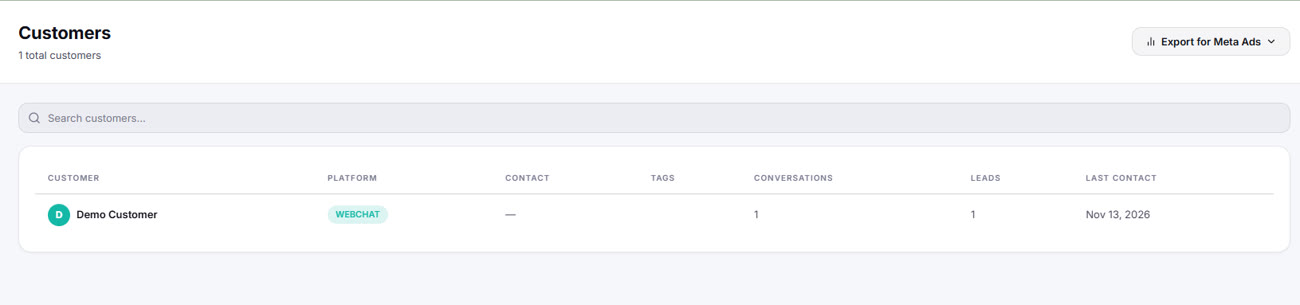 Customers
1 total customers
Export for Meta Ads
Search customers...
CUSTOMER PLATFORM CONTACT TAGS CONVERSATIONS LEADS LAST CONTACT
D Demo Customer WEBCHAT — 1 1 Nov 13, 2026